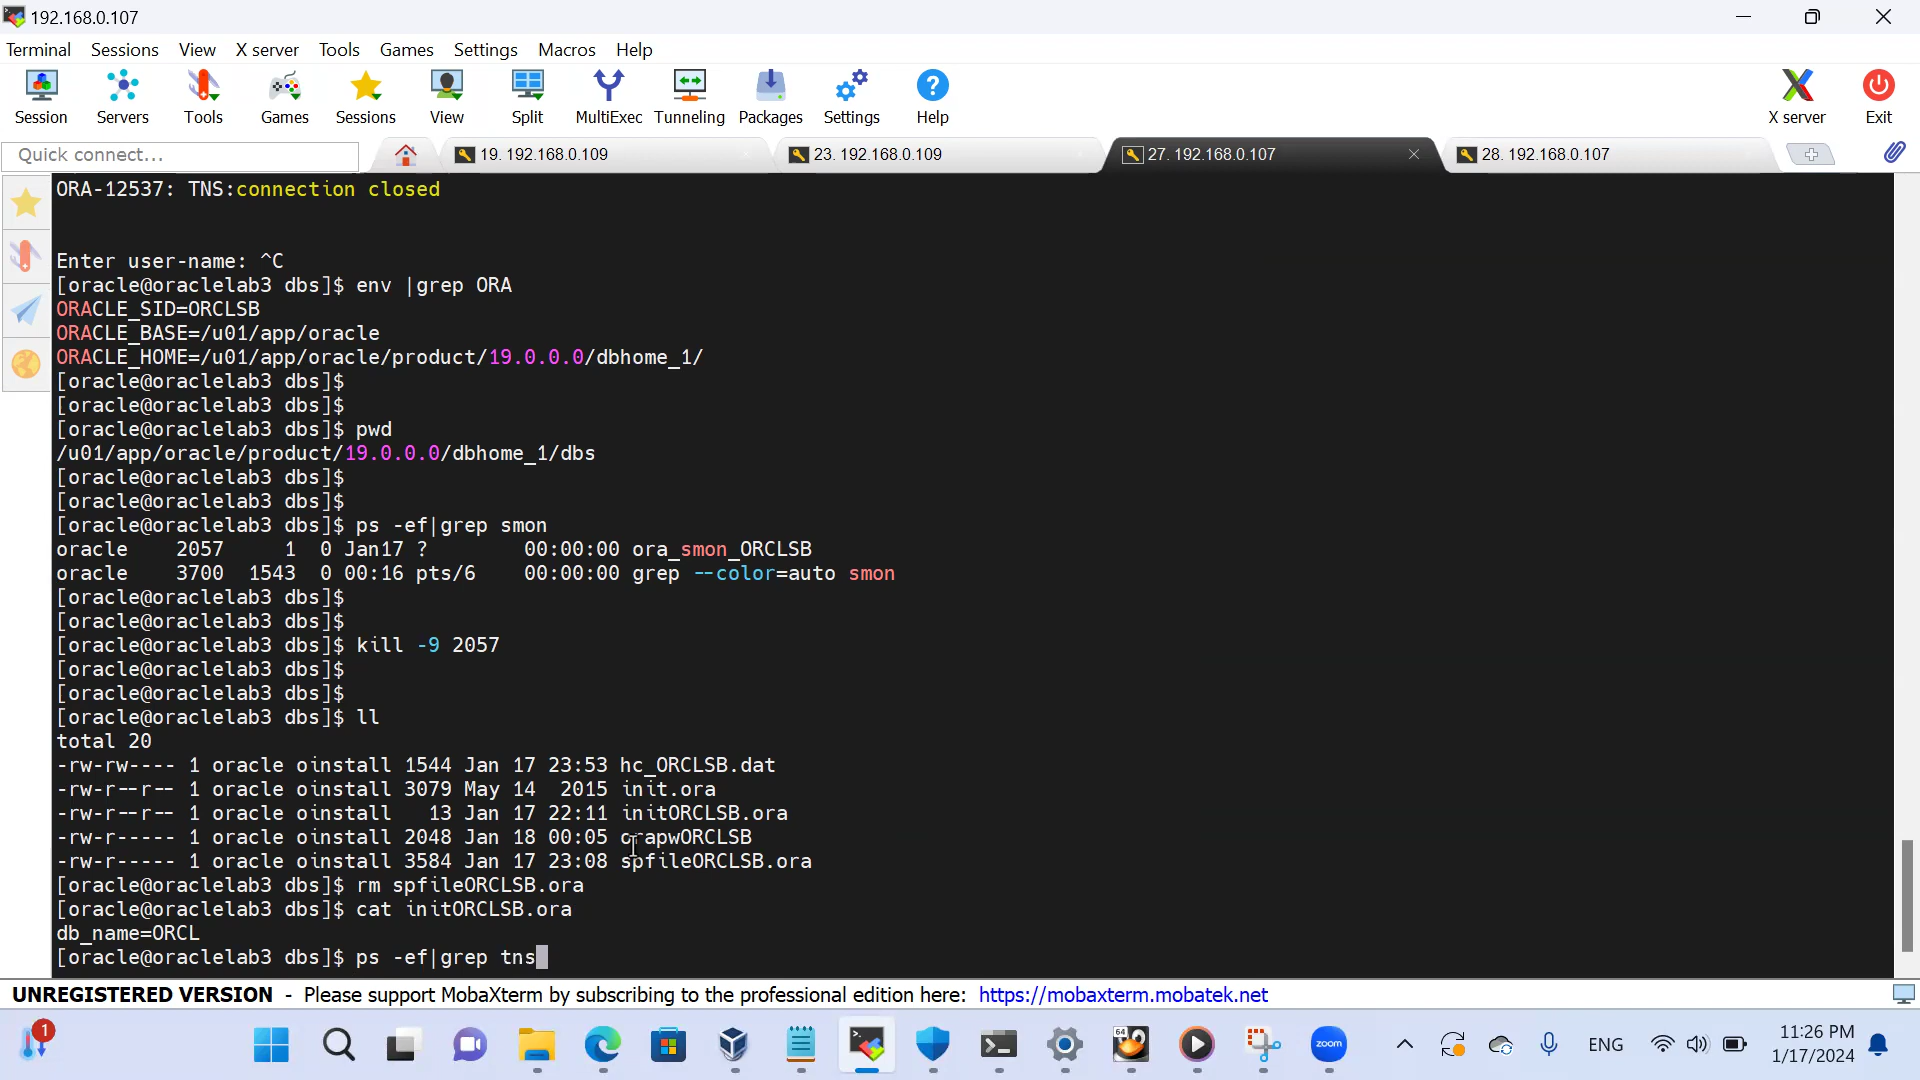 192.168.0.107
Terminal Sessions View X server Tools Games Settings Macros Help
Session Servers Tools Games Sessions View Split MultiExec Tunneling Packages Settings Help X server Exit
Quick connect... 19. 192.168.0.109 23. 192.168.0.109 27. 192.168.0.107 28. 192.168.0.107
ORA-12537: TNS:connection closed
Enter user-name: ^C
[oracle@oraclelab3 dbs]$ env |grep ORA
ORACLE_SID=ORCLSB
ORACLE_BASE=/u01/app/oracle
ORACLE_HOME=/u01/app/oracle/product/19.0.0.0/dbhome_1/
[oracle@oraclelab3 dbs]$
[oracle@oraclelab3 dbs]$
[oracle@oraclelab3 dbs]$ pwd
/u01/app/oracle/product/19.0.0.0/dbhome_1/dbs
[oracle@oraclelab3 dbs]$
[oracle@oraclelab3 dbs]$
[oracle@oraclelab3 dbs]$ ps -ef|grep smon
oracle 2057 1 0 Jan17 ? 00:00:00 ora_smon_ORCLSB
oracle 3700 1543 0 00:16 pts/6 00:00:00 grep --color=auto smon
[oracle@oraclelab3 dbs]$
[oracle@oraclelab3 dbs]$
[oracle@oraclelab3 dbs]$ kill -9 2057
[oracle@oraclelab3 dbs]$
[oracle@oraclelab3 dbs]$
[oracle@oraclelab3 dbs]$ ll
total 20
-rw-rw---- 1 oracle oinstall 1544 Jan 17 23:53 hc_ORCLSB.dat
-rw-r--r-- 1 oracle oinstall 3079 May 14 2015 init.ora
-rw-r--r-- 1 oracle oinstall 13 Jan 17 22:11 initORCLSB.ora
-rw-r----- 1 oracle oinstall 2048 Jan 18 00:05 orapwORCLSB
-rw-r----- 1 oracle oinstall 3584 Jan 17 23:08 spfileORCLSB.ora
[oracle@oraclelab3 dbs]$ rm spfileORCLSB.ora
[oracle@oraclelab3 dbs]$ cat initORCLSB.ora
db_name=ORCL
[oracle@oraclelab3 dbs]$ ps -ef|grep tns
UNREGISTERED VERSION - Please support MobaXterm by subscribing to the professional edition here: https://mobaxterm.mobatek.net
1 64 zoom ENG 11:26 PM
1/17/2024